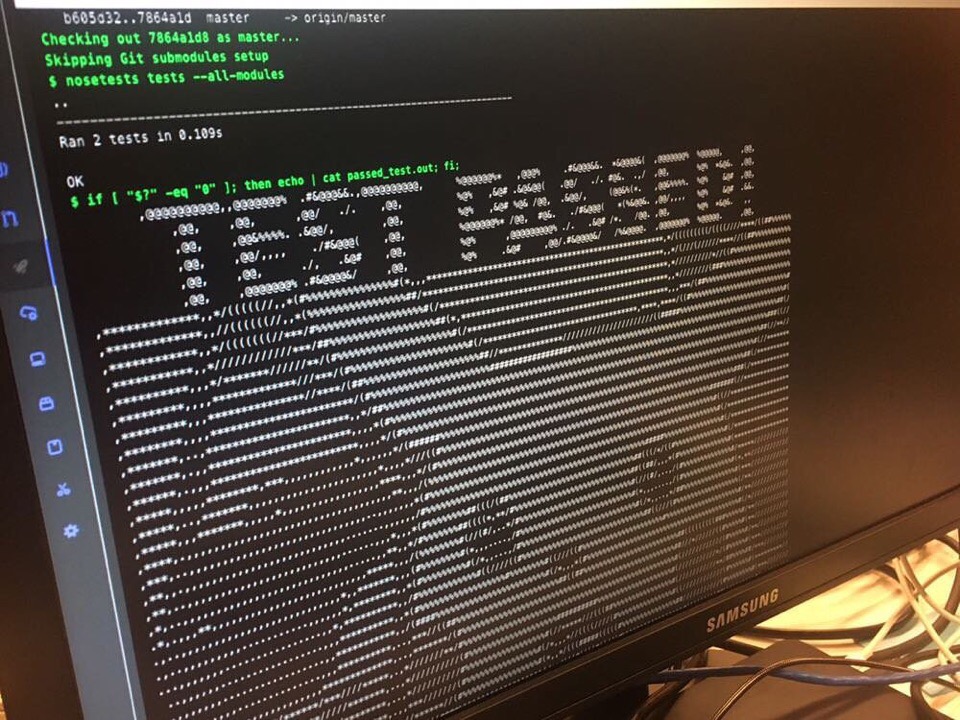 b605d32..7864a1d master -> origin/master
Checking out 7864a1d8 as master...
Skipping Git submodules setup
$ nosetests tests --all-modules
..
----------------------------------------------------------------------
Ran 2 tests in 0.109s
OK
$ if [ "$?" -eq "0" ]; then echo | cat passed_test.out; fi;
TEST PASSED!
SAMSUNG